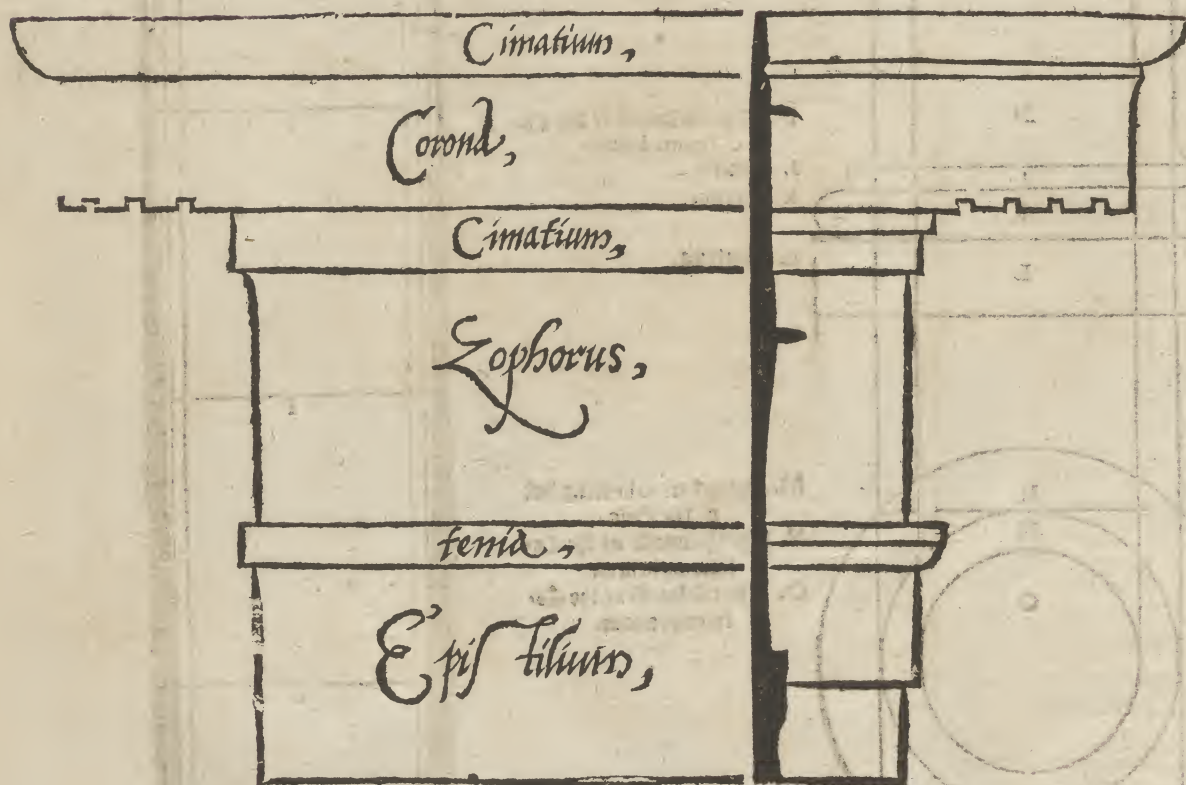 Cimatium,
Corona,
Cimatium,
Zophorus,
tenia,
Epiſtilium,